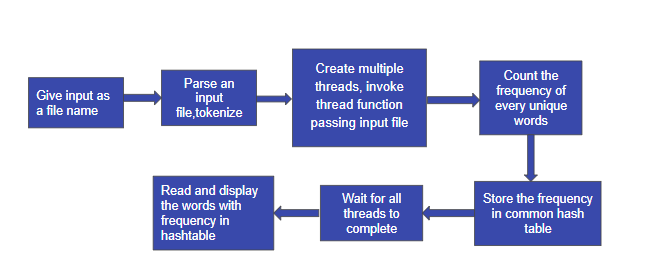 Give input as
a file name
Parse an
input
file,tokenize
Create multiple
threads, invoke
thread function
passing input file
Count the
frequency of
every unique
words
Store the frequency
in common hash
table
Wait for all
threads to
complete
Read and display
the words with
frequency in
hashtable